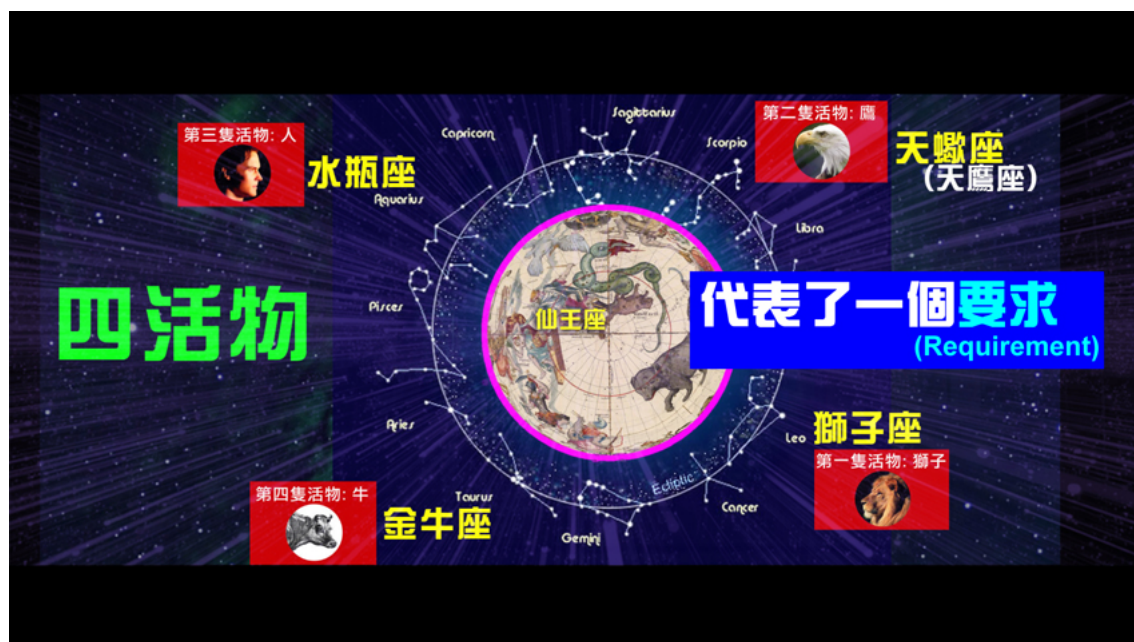 Sagittarius
第二隻活物: 鷹
第三隻活物: 人
Capricorn
Scorpio
天蠍座
(天鷹座)
水瓶座
Aquarius
Libra
四活物
Pisces
仙王座
代表了一個要求
(Requirement)
Aries
Leo
獅子座
第一隻活物: 獅子
Ecliptic
第四隻活物: 牛
Taurus
金牛座
Cancer
Gemini